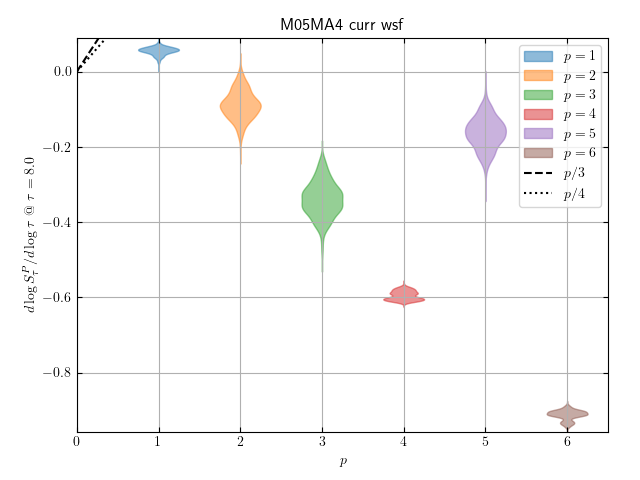 M05MA4 curr wsf
d log S_τ^P / d log τ @ τ = 8.0
0.0
−0.2
−0.4
−0.6
−0.8
0 1 2 3 4 5 6
p
p = 1
p = 2
p = 3
p = 4
p = 5
p = 6
p/3
p/4